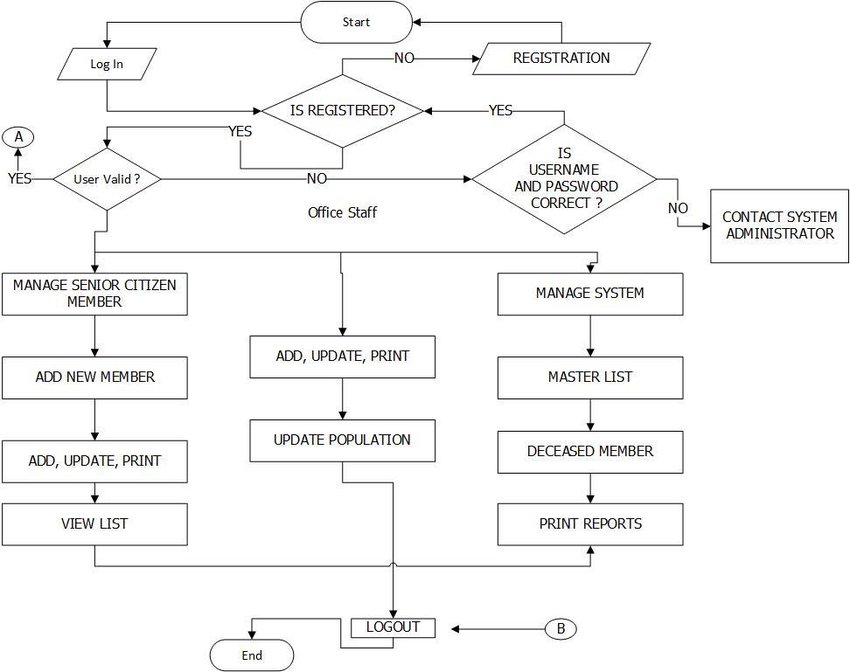 Start
Log In
NO
REGISTRATION
IS REGISTERED?
YES
YES
A
YES
User Valid ?
NO
IS
USERNAME
AND PASSWORD
CORRECT ?
NO
CONTACT SYSTEM
ADMINISTRATOR
Office Staff
MANAGE SENIOR CITIZEN
MEMBER
MANAGE SYSTEM
ADD, UPDATE, PRINT
ADD NEW MEMBER
MASTER LIST
UPDATE POPULATION
ADD, UPDATE, PRINT
DECEASED MEMBER
VIEW LIST
PRINT REPORTS
LOGOUT
B
End